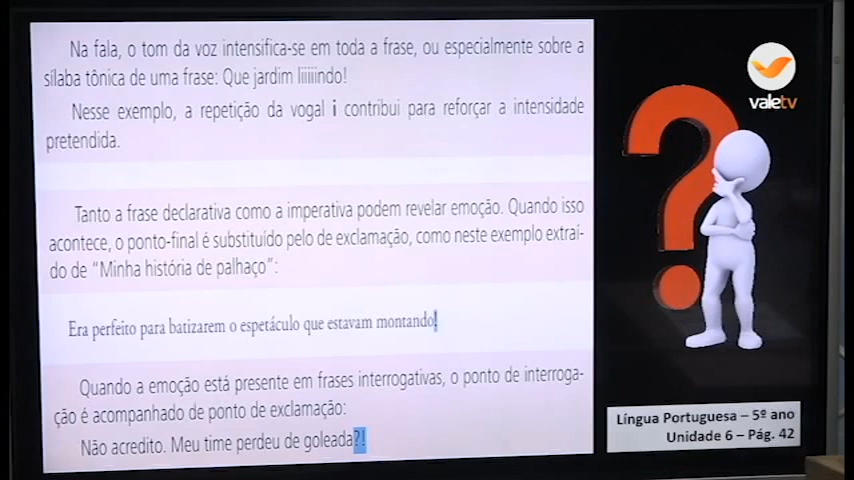 Na fala, o tom da voz intensifica-se em toda a frase, ou especialmente sobre a
sílaba tônica de uma frase: Que jardim liiiiindo!
Nesse exemplo, a repetição da vogal i contribui para reforçar a intensidade
pretendida.
Tanto a frase declarativa como a imperativa podem revelar emoção. Quando isso
acontece, o ponto-final é substituído pelo de exclamação, como neste exemplo extraí-
do de “Minha história de palhaço”:
Era perfeito para batizarem o espetáculo que estavam montando!
Quando a emoção está presente em frases interrogativas, o ponto de interroga-
ção é acompanhado de ponto de exclamação:
Não acredito. Meu time perdeu de goleada?!
valetv
Língua Portuguesa – 5º ano
Unidade 6 – Pág. 42